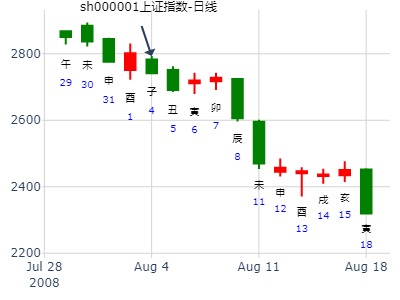 sh000001上证指数-日线
2800
2600
2400
2200
午
29
未
30
申
31
酉
1
子
4
丑
5
寅
6
卯
7
辰
8
未
11
申
12
酉
13
戌
14
亥
15
寅
18
Jul 28
2008
Aug 4
Aug 11
Aug 18